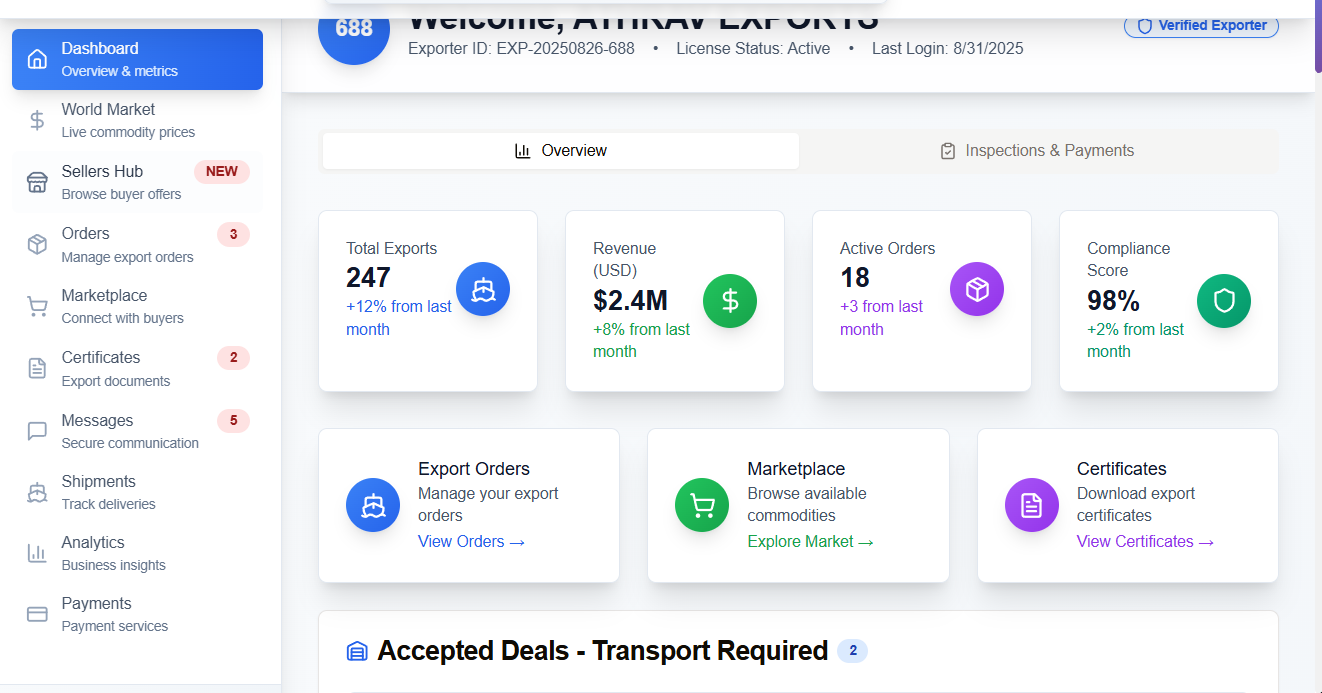 688
Welcome, ATHRAV EXPORTS
Exporter ID: EXP-20250826-688 • License Status: Active • Last Login: 8/31/2025
Verified Exporter
Dashboard
Overview & metrics
World Market
Live commodity prices
Sellers Hub
NEW
Browse buyer offers
Orders
3
Manage export orders
Marketplace
Connect with buyers
Certificates
2
Export documents
Messages
5
Secure communication
Shipments
Track deliveries
Analytics
Business insights
Payments
Payment services
Overview
Inspections & Payments
Total Exports
247
+12% from last
month
Revenue
(USD)
$2.4M
+8% from last
month
Active Orders
18
+3 from last
month
Compliance
Score
98%
+2% from last
month
Export Orders
Manage your export
orders
View Orders →
Marketplace
Browse available
commodities
Explore Market →
Certificates
Download export
certificates
View Certificates →
Accepted Deals - Transport Required 2